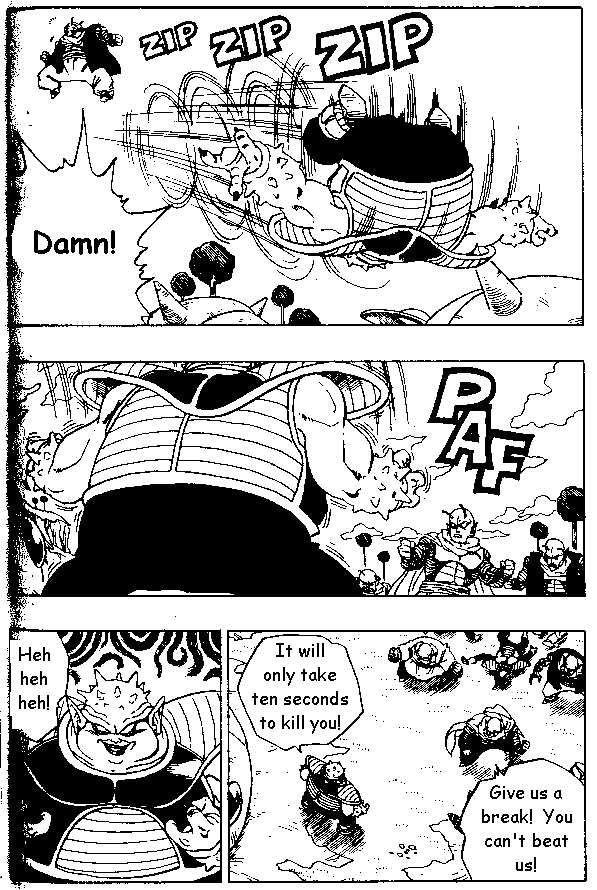 ZIP ZIP ZIP
Damn!
PAF
Heh
heh
heh!
It will
only take
ten seconds
to kill you!
Give us a
break! You
can't beat
us!